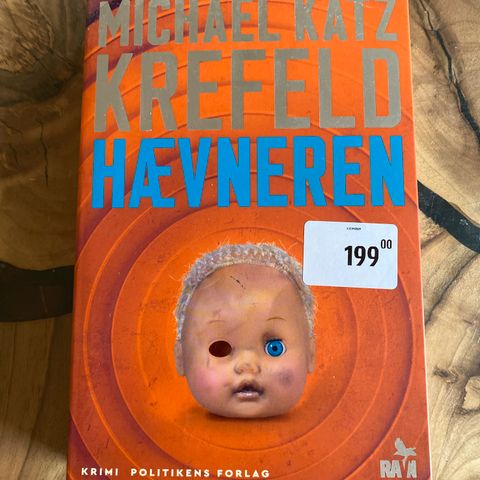 MICHAEL KATZ
KREFELD
HÆVNEREN
199 00
KRIMI POLITIKENS FORLAG
RAVN